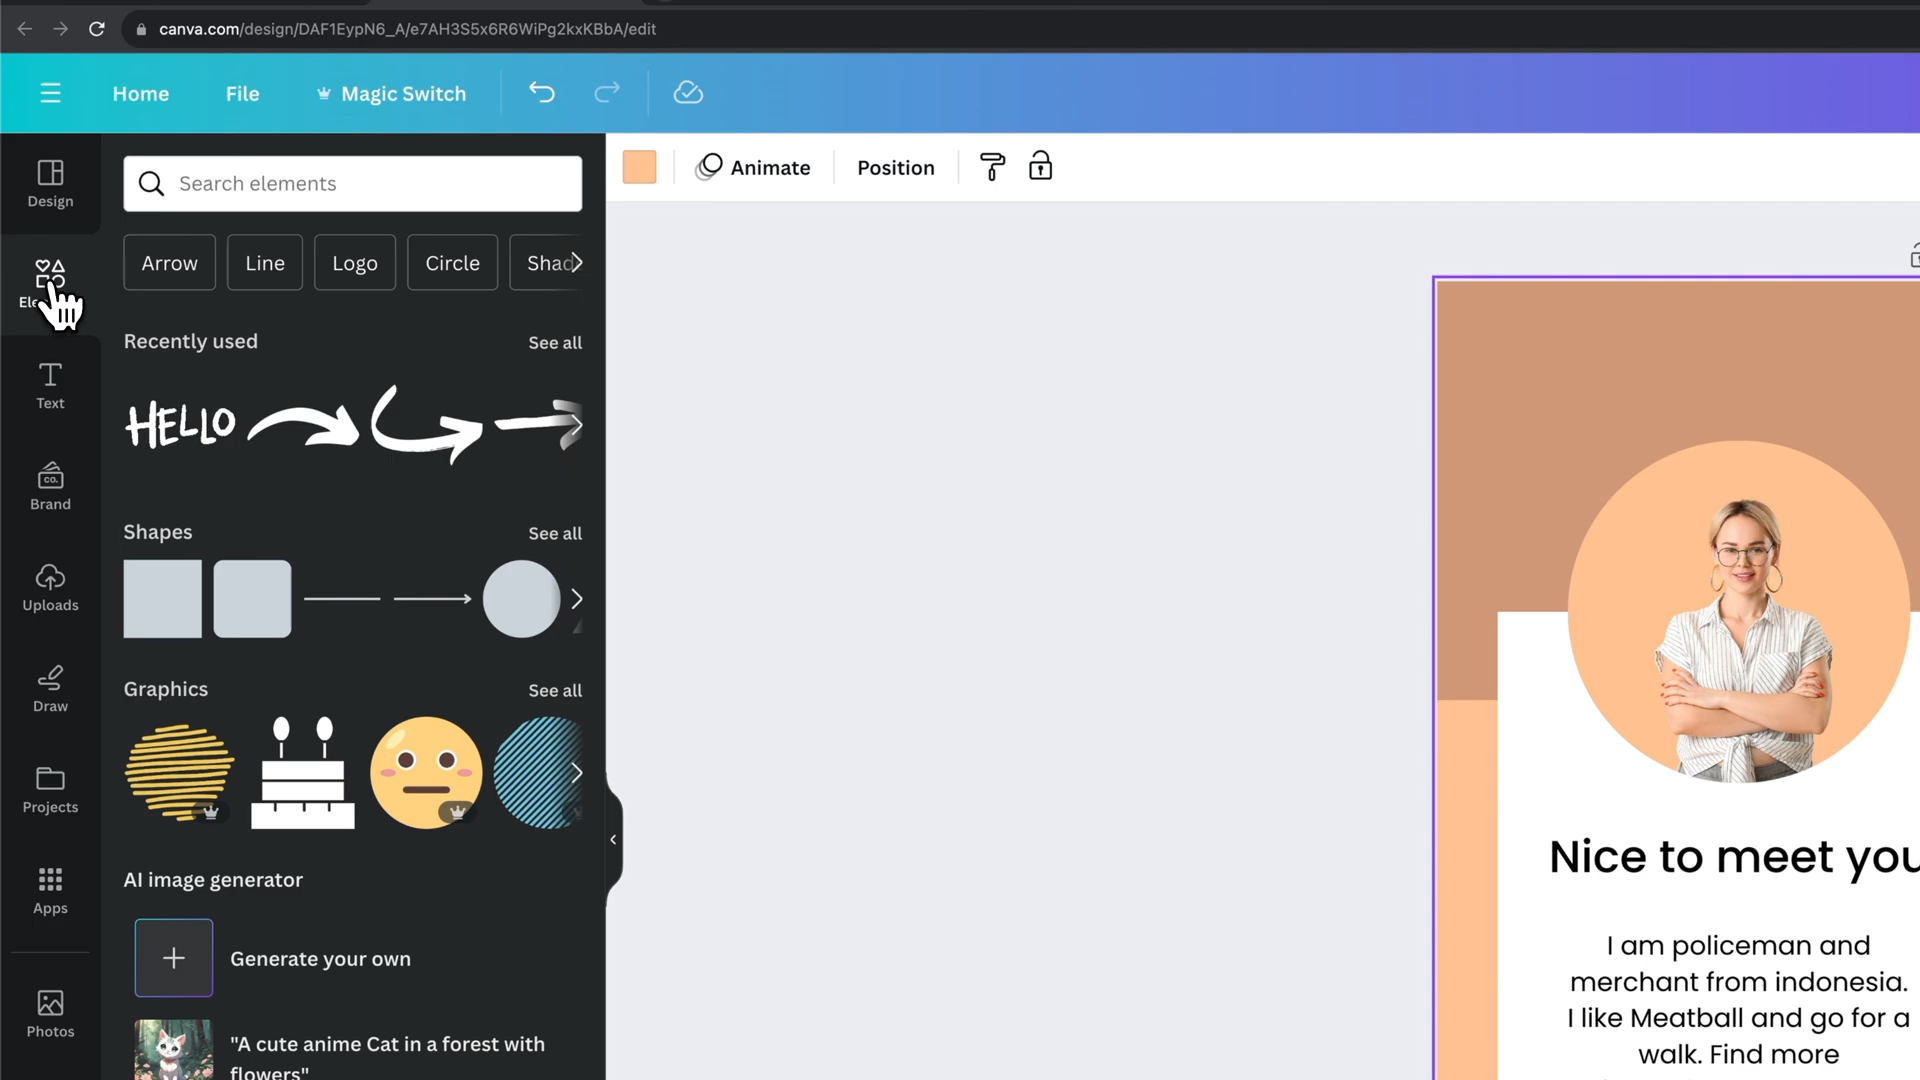 canva.com/design/DAF1EypN6_A/e7AH3S5x6R6WiPg2kxKBbA/edit
Home File Magic Switch
Design
Text
Brand
CO.
Uploads
Draw
Projects
Apps
Photos
Search elements
Arrow Line Logo Circle
Recently used See all
HELLO
Shapes See all
Graphics See all
AI image generator
Generate your own
"A cute anime Cat in a forest with
flowers"
Animate Position
Nice to meet you
I am policeman and
merchant from indonesia.
I like Meatball and go for a
walk. Find more